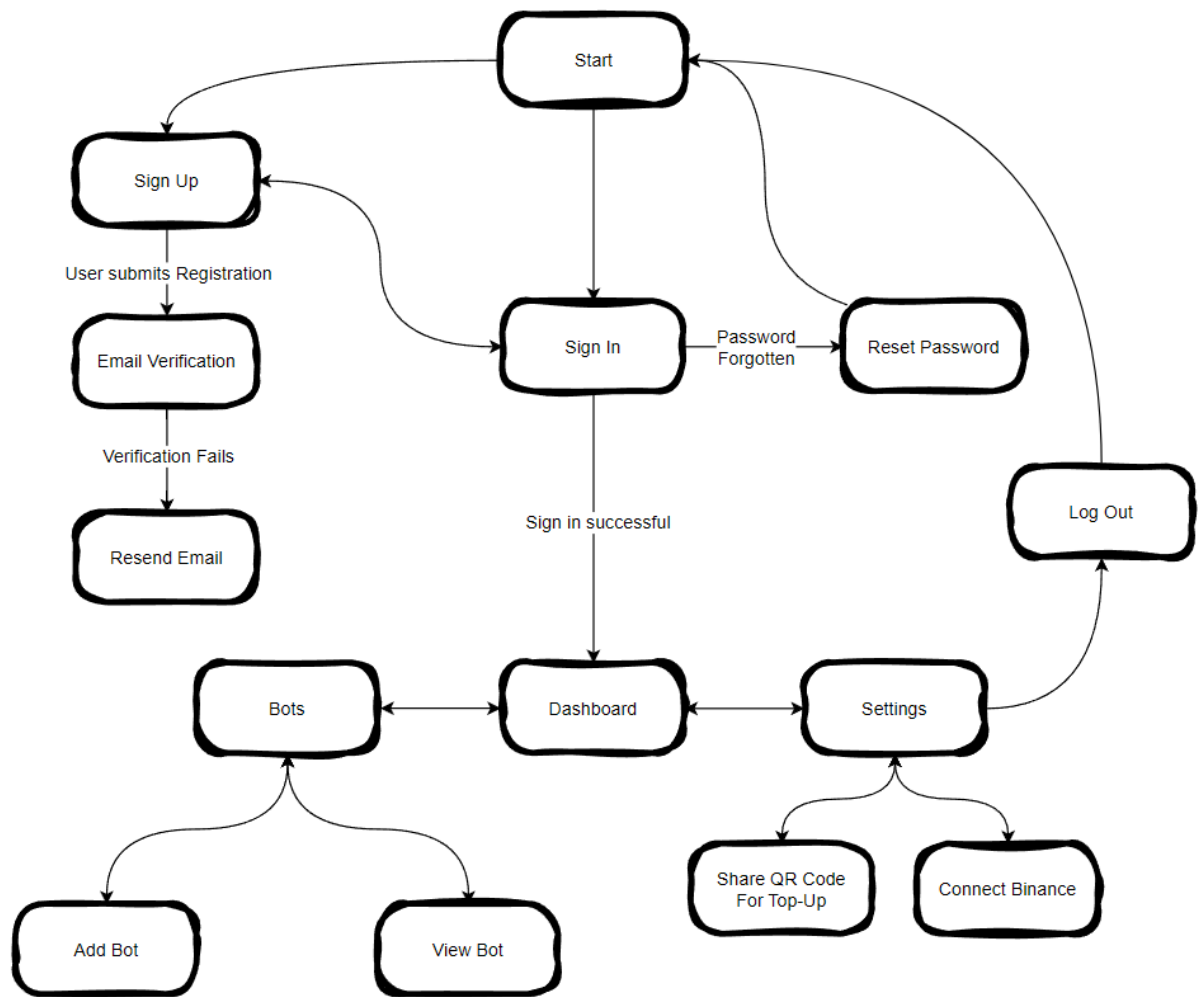 Start
Sign Up
User submits Registration
Email Verification
Sign In
Password
Forgotten
Reset Password
Verification Fails
Resend Email
Sign in successful
Log Out
Bots
Dashboard
Settings
Share QR Code
For Top-Up
Connect Binance
Add Bot
View Bot